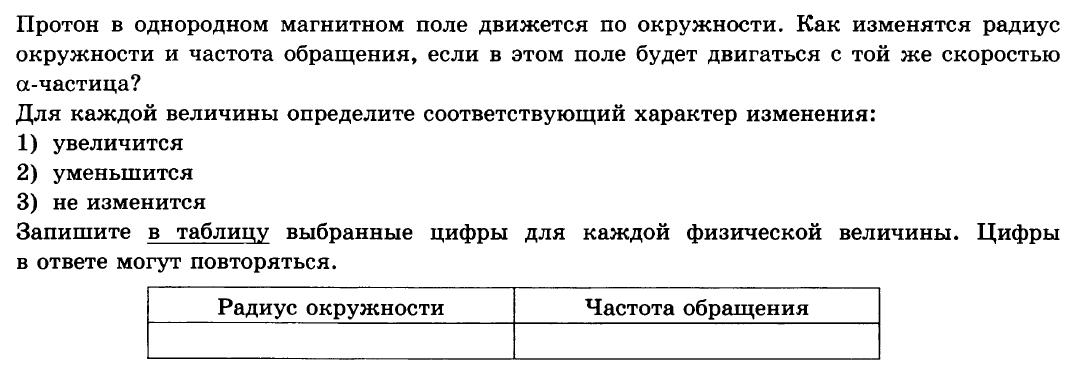 Протон в однородном магнитном поле движется по окружности. Как изменятся радиус
окружности и частота обращения, если в этом поле будет двигаться с той же скоростью
α-частица?
Для каждой величины определите соответствующий характер изменения:
1) увеличится
2) уменьшится
3) не изменится
Запишите в таблицу выбранные цифры для каждой физической величины. Цифры
в ответе могут повторяться.
Радиус окружности Частота обращения